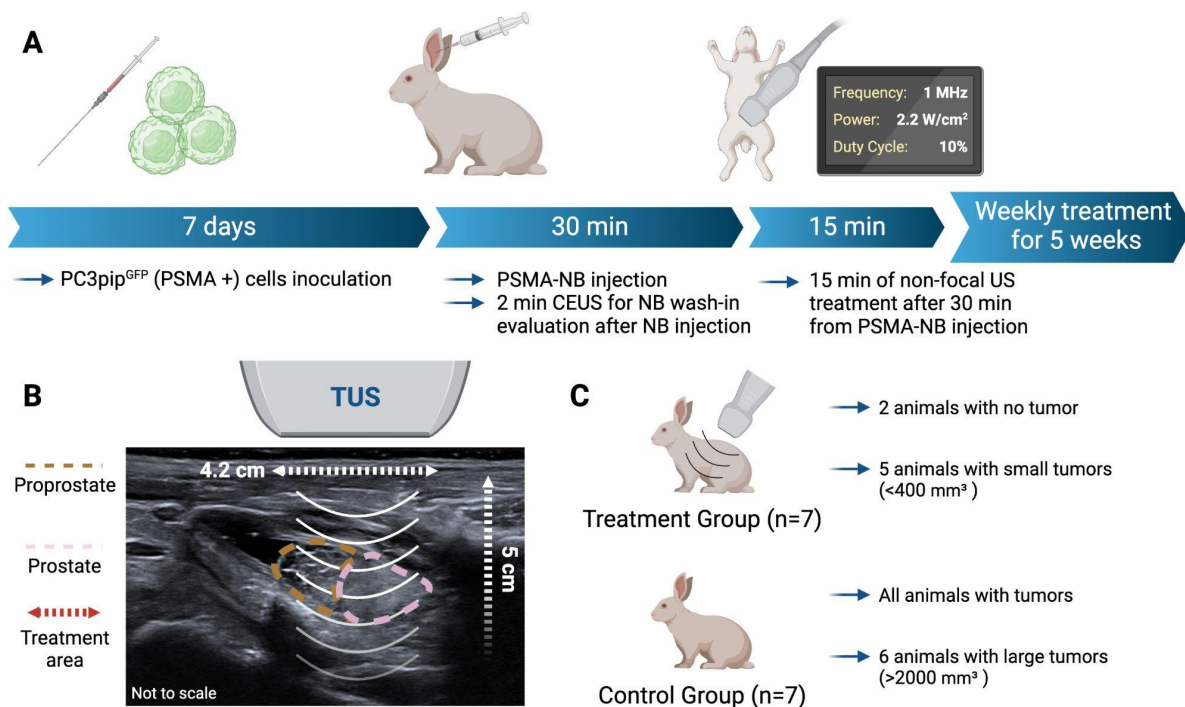 A
Frequency: 1 MHz
Power: 2.2 W/cm²
Duty Cycle: 10%
7 days
30 min
15 min
Weekly treatment
for 5 weeks
PC3pipGFP (PSMA +) cells inoculation
PSMA-NB injection
2 min CEUS for NB wash-in
evaluation after NB injection
15 min of non-focal US
treatment after 30 min
from PSMA-NB injection
B
TUS
4.2 cm
5 cm
Proprostate
Prostate
Treatment
area
Not to scale
C
2 animals with no tumor
5 animals with small tumors
(<400 mm³ )
Treatment Group (n=7)
All animals with tumors
6 animals with large tumors
(>2000 mm³ )
Control Group (n=7)